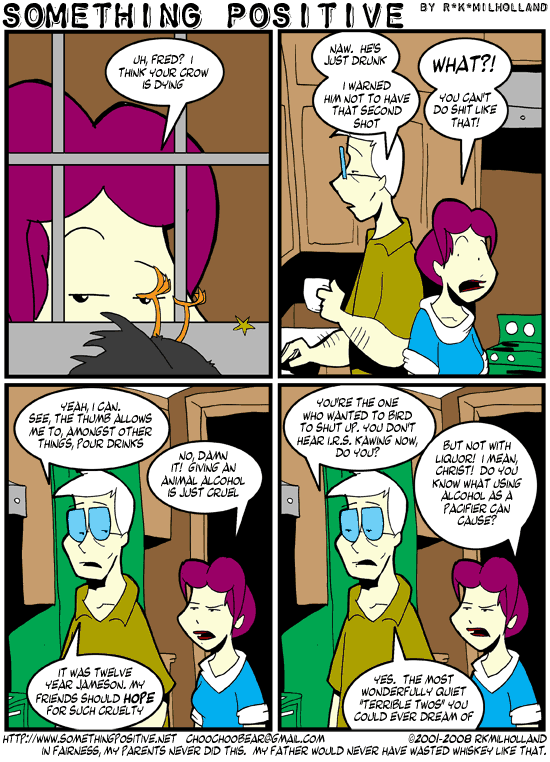 SOMETHING POSITIVE BY R*K*MILHOLLAND
UH, FRED? I
THINK YOUR CROW
IS DYING
NAW. HE'S
JUST DRUNK
I WARNED
HIM NOT TO HAVE
THAT SECOND
SHOT
WHAT?!
YOU CAN'T
DO SHIT LIKE
THAT!
YEAH, I CAN.
SEE, THE THUMB ALLOWS
ME TO, AMONGST OTHER
THINGS, POUR DRINKS
NO, DAMN
IT! GIVING AN
ANIMAL ALCOHOL
IS JUST CRUEL
IT WAS TWELVE
YEAR JAMESON. MY
FRIENDS SHOULD HOPE
FOR SUCH CRUELTY
YOU'RE THE ONE
WHO WANTED TO BIRD
TO SHUT UP. YOU DON'T
HEAR I.R.S. KAWING NOW,
DO YOU?
BUT NOT WITH
LIQUOR! I MEAN,
CHRIST! DO YOU
KNOW WHAT USING
ALCOHOL AS A
PACIFIER CAN
CAUSE?
YES. THE MOST
WONDERFULLY QUIET
"TERRIBLE TWOS" YOU
COULD EVER DREAM OF
HTTP://WWW.SOMETHINGPOSITIVE.NET CHOOCHOOBEAR@GMAIL.COM ©2001-2008 RKMILHOLLAND
IN FAIRNESS, MY PARENTS NEVER DID THIS. MY FATHER WOULD NEVER HAVE WASTED WHISKEY LIKE THAT.